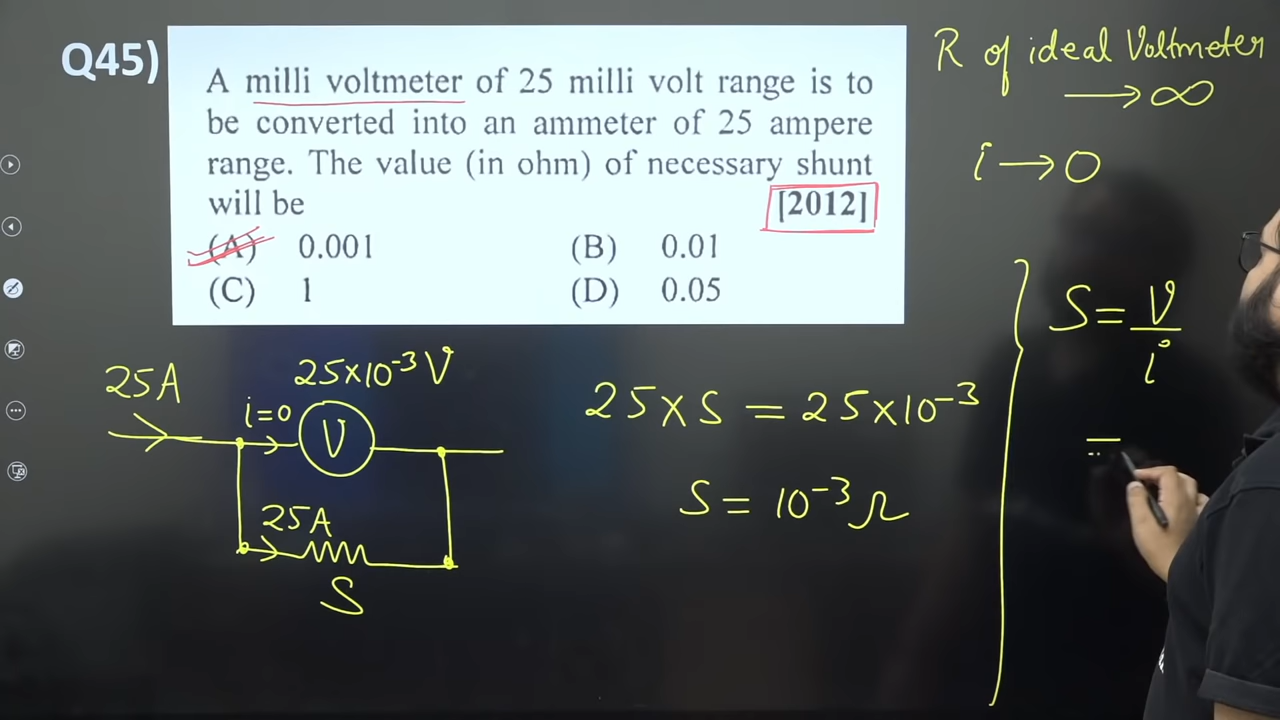 Q45)
A milli voltmeter of 25 milli volt range is to
be converted into an ammeter of 25 ampere
range. The value (in ohm) of necessary shunt
will be [2012]
(A) 0.001 (B) 0.01
(C) 1 (D) 0.05
R of ideal Voltmeter
⟶ ∞
i ⟶ 0
25A
25×10⁻³ V
i=0
V
25A
S
25×S = 25×10⁻³
S = 10⁻³ Ω
S = V/i
=